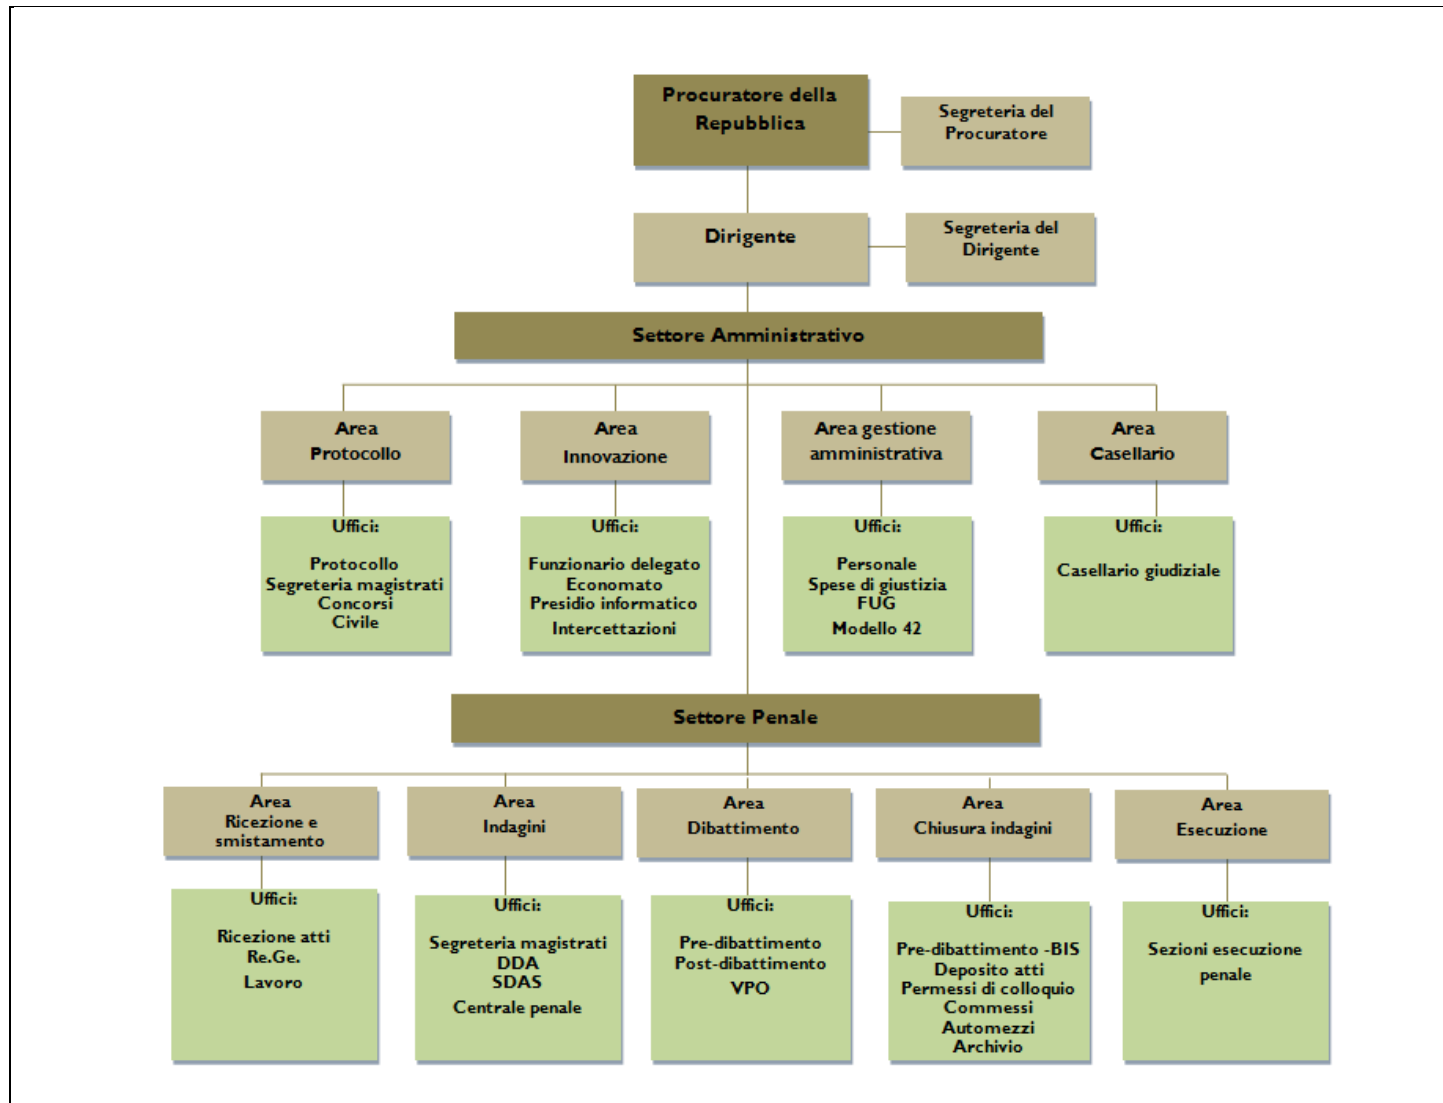 Procuratore della
Repubblica
Segreteria del
Procuratore
Dirigente
Segreteria del
Dirigente
Settore Amministrativo
Area
Protocollo
Area
Innovazione
Area gestione
amministrativa
Area
Casellario
Uffici:
Protocollo
Segreteria magistrati
Concorsi
Civile
Uffici:
Funzionario delegato
Economato
Presidio informatico
Intercettazioni
Uffici:
Personale
Spese di giustizia
FUG
Modello 42
Uffici:
Casellario giudiziale
Settore Penale
Area
Ricezione e
smistamento
Area
Indagini
Area
Dibattimento
Area
Chiusura indagini
Area
Esecuzione
Uffici:
Ricezione atti
Re.Ge.
Lavoro
Uffici:
Segreteria magistrati
DDA
SDAS
Centrale penale
Uffici:
Pre-dibattimento
Post-dibattimento
VPO
Uffici:
Pre-dibattimento -BIS
Deposito atti
Permessi di colloquio
Commessi
Automezzi
Archivio
Uffici:
Sezioni esecuzione
penale